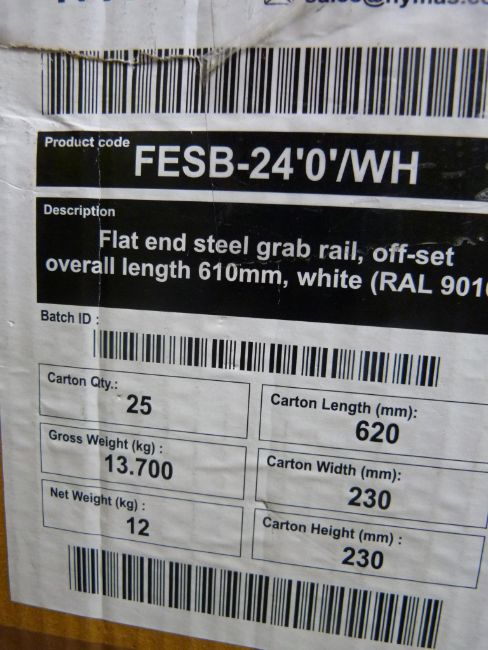 Product code
FESB-24'0'/WH
Description
Flat end steel grab rail, off-set
overall length 610mm, white (RAL 9016
Batch ID :
Carton Qty.:
25
Carton Length (mm):
620
Gross Weight (kg) :
13.700
Carton Width (mm):
230
Net Weight (kg) :
12
Carton Height (mm) :
230